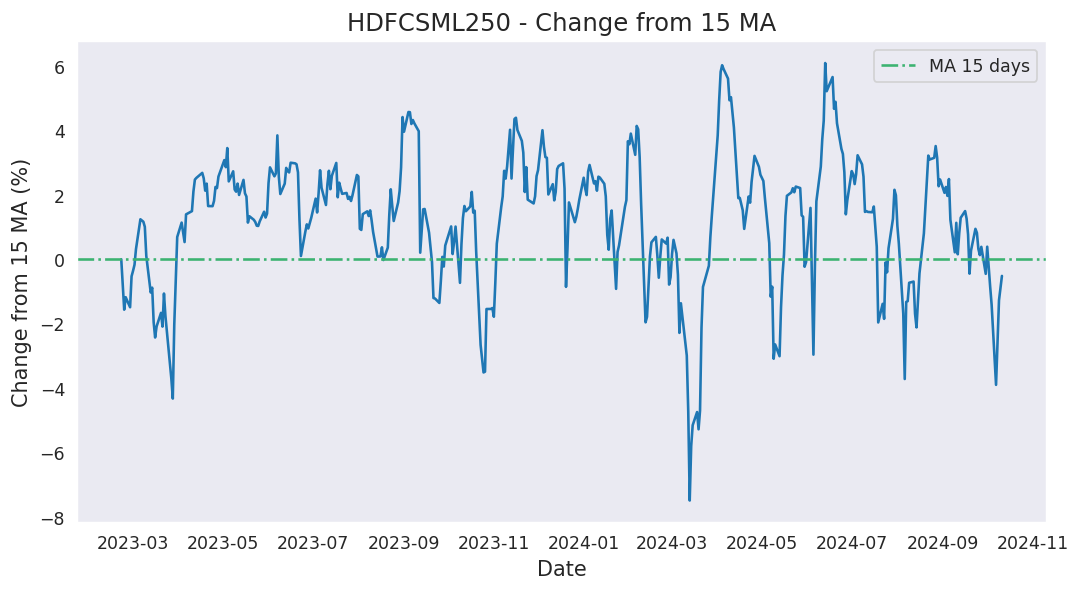 HDFCSML250 - Change from 15 MA
MA 15 days
Change from 15 MA (%)
6
4
2
0
−2
−4
−6
−8
2023-03 2023-05 2023-07 2023-09 2023-11 2024-01 2024-03 2024-05 2024-07 2024-09 2024-11
Date